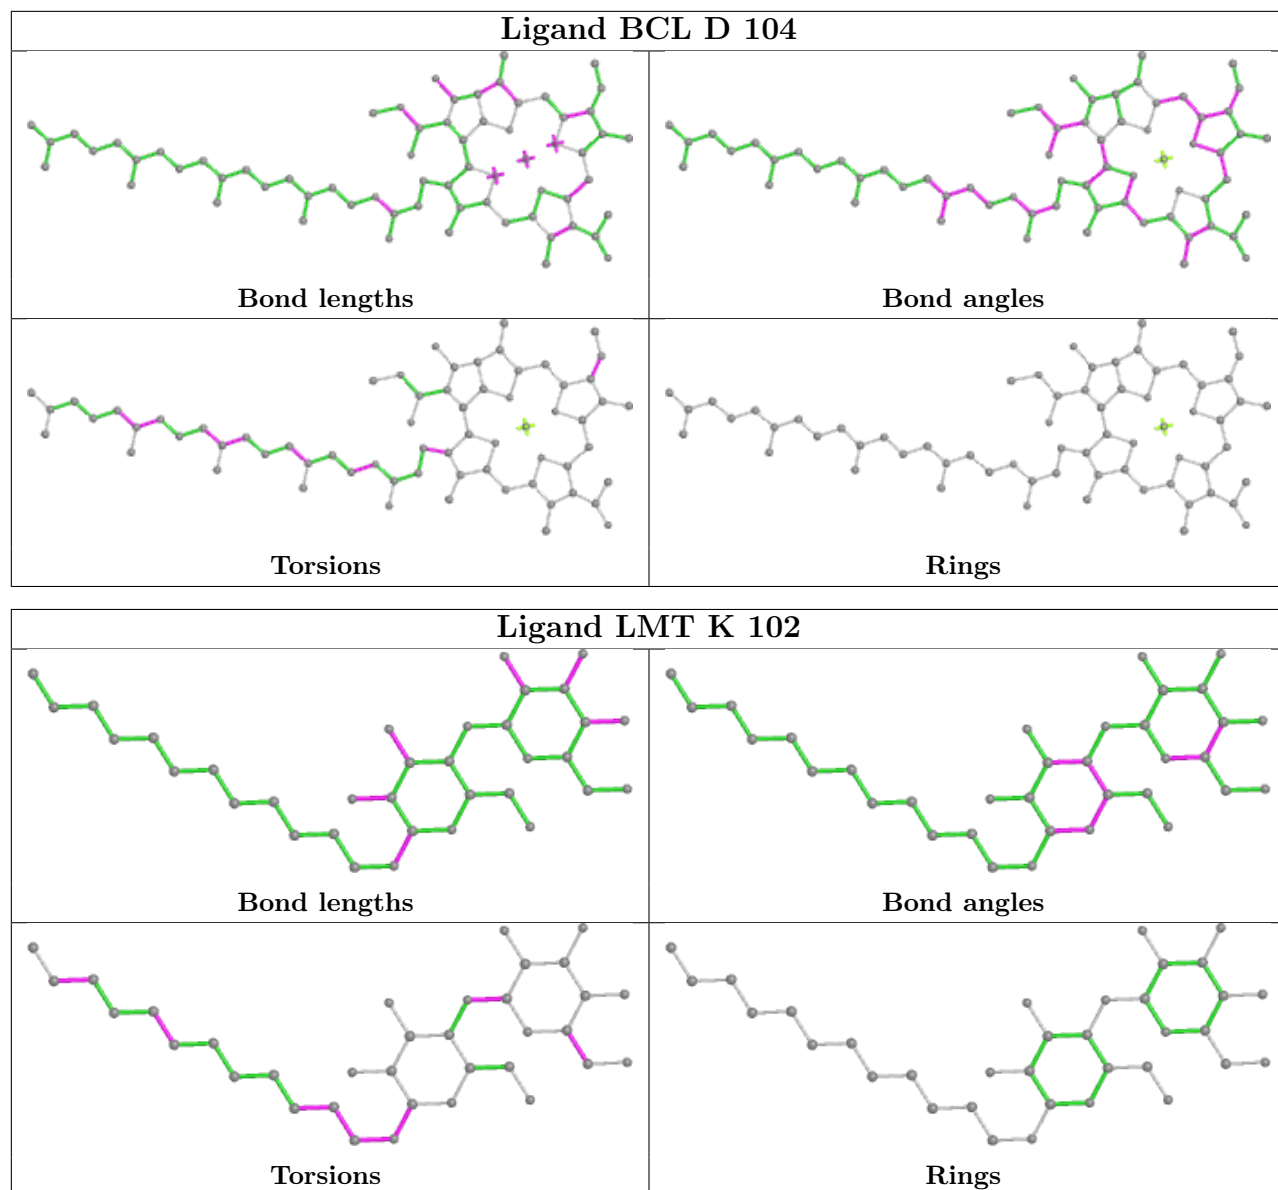 Ligand BCL D 104
Bond lengths
Bond angles
Torsions
Rings
Ligand LMT K 102
Bond lengths
Bond angles
Torsions
Rings